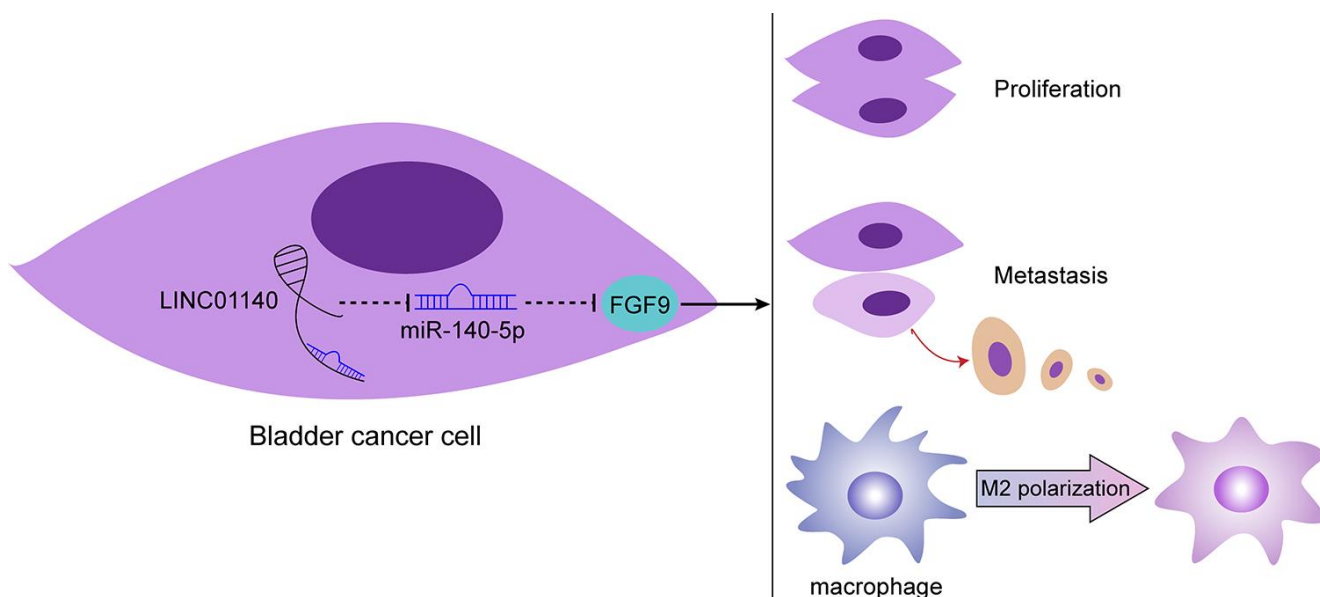 LINC01140
miR-140-5p
FGF9
Bladder cancer cell
Proliferation
Metastasis
M2 polarization
macrophage